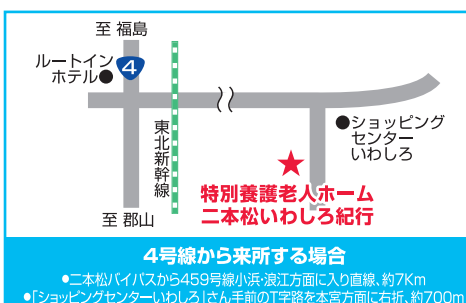 至 福島
ルートイン
ホテル●
4
東北新幹線
●ショッピング
センター
いわしろ
★
特別養護老人ホーム
二本松いわしろ紀行
至 郡山
4号線から来所する場合
●二本松バイパスから459号線小浜・浪江方面に入り直線、約7Km
●「ショッピングセンターいわしろ」さん手前のT字路を本宮方面に右折、約700m